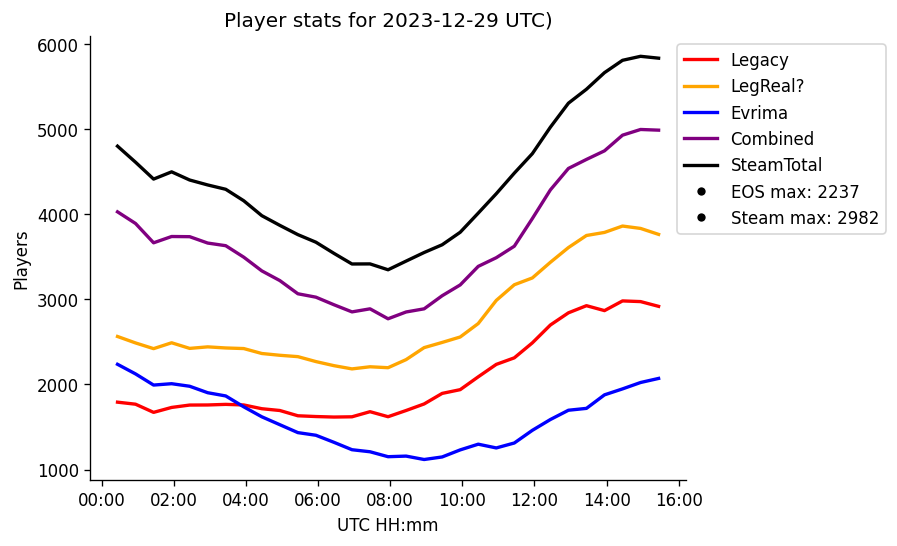 Player stats for 2023-12-29 UTC)
6000
5000
4000
3000
2000
1000
Players
00:00 02:00 04:00 06:00 08:00 10:00 12:00 14:00 16:00
UTC HH:mm
Legacy
LegReal?
Evrima
Combined
SteamTotal
EOS max: 2237
Steam max: 2982